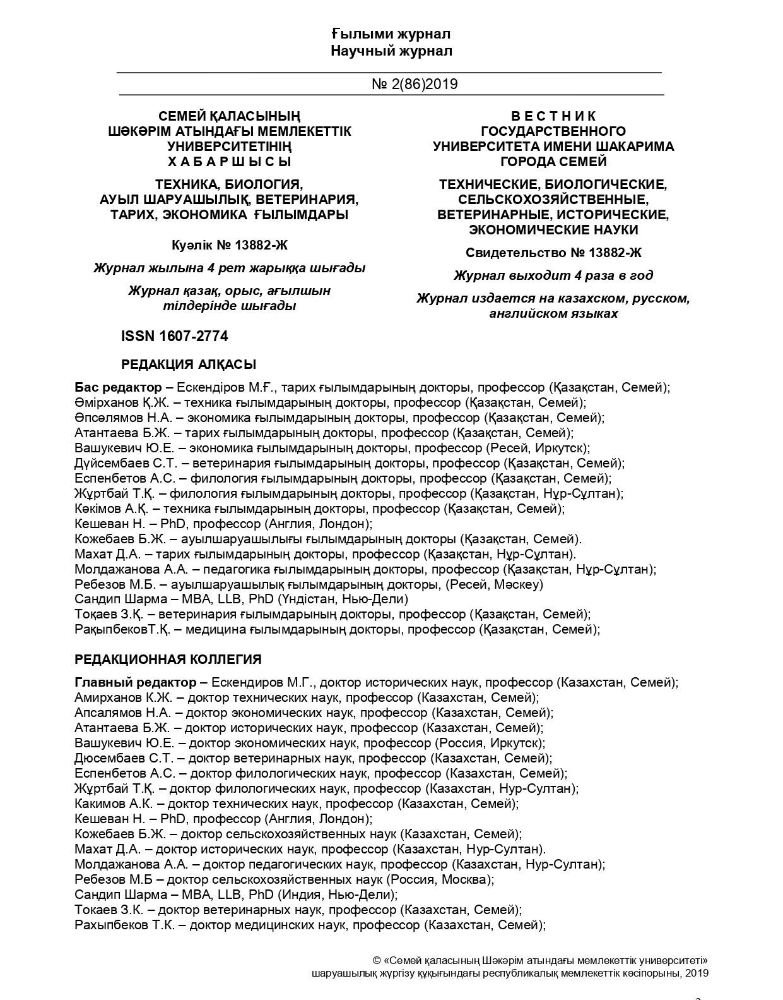 Ғылыми журнал
Научный журнал
№ 2(86)2019
СЕМЕЙ ҚАЛАСЫНЫҢ
ШӘКӘРІМ АТЫНДАҒЫ МЕМЛЕКЕТТІК
УНИВЕРСИТЕТІНІҢ
Х А Б А Р Ш Ы С Ы
ТЕХНИКА, БИОЛОГИЯ,
АУЫЛ ШАРУАШЫЛЫҚ, ВЕТЕРИНАРИЯ,
ТАРИХ, ЭКОНОМИКА ҒЫЛЫМДАРЫ
Куәлік № 13882-Ж
Журнал жылына 4 рет жарыққа шығады
Журнал қазақ, орыс, ағылшын
тілдерінде шығады
В Е С Т Н И К
ГОСУДАРСТВЕННОГО
УНИВЕРСИТЕТА ИМЕНИ ШАКАРИМА
ГОРОДА СЕМЕЙ
ТЕХНИЧЕСКИЕ, БИОЛОГИЧЕСКИЕ,
СЕЛЬСКОХОЗЯЙСТВЕННЫЕ,
ВЕТЕРИНАРНЫЕ, ИСТОРИЧЕСКИЕ,
ЭКОНОМИЧЕСКИЕ НАУКИ
Свидетельство № 13882-Ж
Журнал выходит 4 раза в год
Журнал издается на казахском, русском,
английском языках
ISSN 1607-2774
РЕДАКЦИЯ АЛҚАСЫ
Бас редактор – Ескендіров М.Ғ., тарих ғылымдарының докторы, профессор (Қазақстан, Семей);
Әмірханов Қ.Ж. – техника ғылымдарының докторы, профессор (Қазақстан, Семей);
Әпсәлямов Н.А. – экономика ғылымдарының докторы, профессор (Қазақстан, Семей);
Атантаева Б.Ж. – тарих ғылымдарының докторы, профессор (Қазақстан, Семей);
Вашукевич Ю.Е. – экономика ғылымдарының докторы, профессор (Ресей, Иркутск);
Дүйсембаев С.Т. – ветеринария ғылымдарының докторы, профессор (Қазақстан, Семей);
Еспенбетов А.С. – филология ғылымдарының докторы, профессор (Қазақстан, Семей);
Жұртбай Т.Қ. – филология ғылымдарының докторы, профессор (Қазақстан, Нұр-Сұлтан);
Кәкімов А.Қ. – техника ғылымдарының докторы, профессор (Қазақстан, Семей);
Кешеван Н. – PhD, профессор (Англия, Лондон);
Кожебаев Б.Ж. – ауылшаруашылығы ғылымдарының докторы (Қазақстан, Семей).
Махат Д.А. – тарих ғылымдарының докторы, профессор (Қазақстан, Нұр-Сұлтан).
Молдажанова А.А. – педагогика ғылымдарының докторы, профессор (Қазақстан, Нұр-Сұлтан);
Ребезов М.Б. – ауылшаруашылық ғылымдарының докторы, (Ресей, Мәскеу)
Сандип Шарма – MBA, LLB, PhD (Үндістан, Нью-Дели)
Тоқаев З.Қ. – ветеринария ғылымдарының докторы, профессор (Қазақстан, Семей);
РақыпбековТ.Қ. – медицина ғылымдарының докторы, профессор (Қазақстан, Семей);
РЕДАКЦИОННАЯ КОЛЛЕГИЯ
Главный редактор – Ескендиров М.Г., доктор исторических наук, профессор (Казахстан, Семей);
Амирханов К.Ж. – доктор технических наук, профессор (Казахстан, Семей);
Апсалямов Н.А. – доктор экономических наук, профессор (Казахстан, Семей);
Атантаева Б.Ж. – доктор исторических наук, профессор (Казахстан, Семей);
Вашукевич Ю.Е. – доктор экономических наук, профессор (Россия, Иркутск);
Дюсембаев С.Т. – доктор ветеринарных наук, профессор (Казахстан, Семей);
Еспенбетов А.С. – доктор филологических наук, профессор (Казахстан, Семей);
Жұртбай Т.Қ. – доктор филологических наук, профессор (Казахстан, Нур-Султан);
Какимов А.К. – доктор технических наук, профессор (Казахстан, Семей);
Кешеван Н. – PhD, профессор (Англия, Лондон);
Кожебаев Б.Ж. – доктор сельскохозяйственных наук (Казахстан, Семей);
Махат Д.А. – доктор исторических наук, профессор (Казахстан, Нур-Султан).
Молдажанова А.А. – доктор педагогических наук, профессор (Казахстан, Нур-Султан);
Ребезов М.Б – доктор сельскохозяйственных наук (Россия, Москва);
Сандип Шарма – MBA, LLB, PhD (Индия, Нью-Дели);
Токаев З.К. – доктор ветеринарных наук, профессор (Казахстан, Семей);
Рахыпбеков Т.К. – доктор медицинских наук, профессор (Казахстан, Семей);
© «Семей қаласының Шәкәрім атындағы мемлекеттік университеті»
шаруашылық жүргізу құқығындағы республикалық мемлекеттік кәсіпорыны, 2019